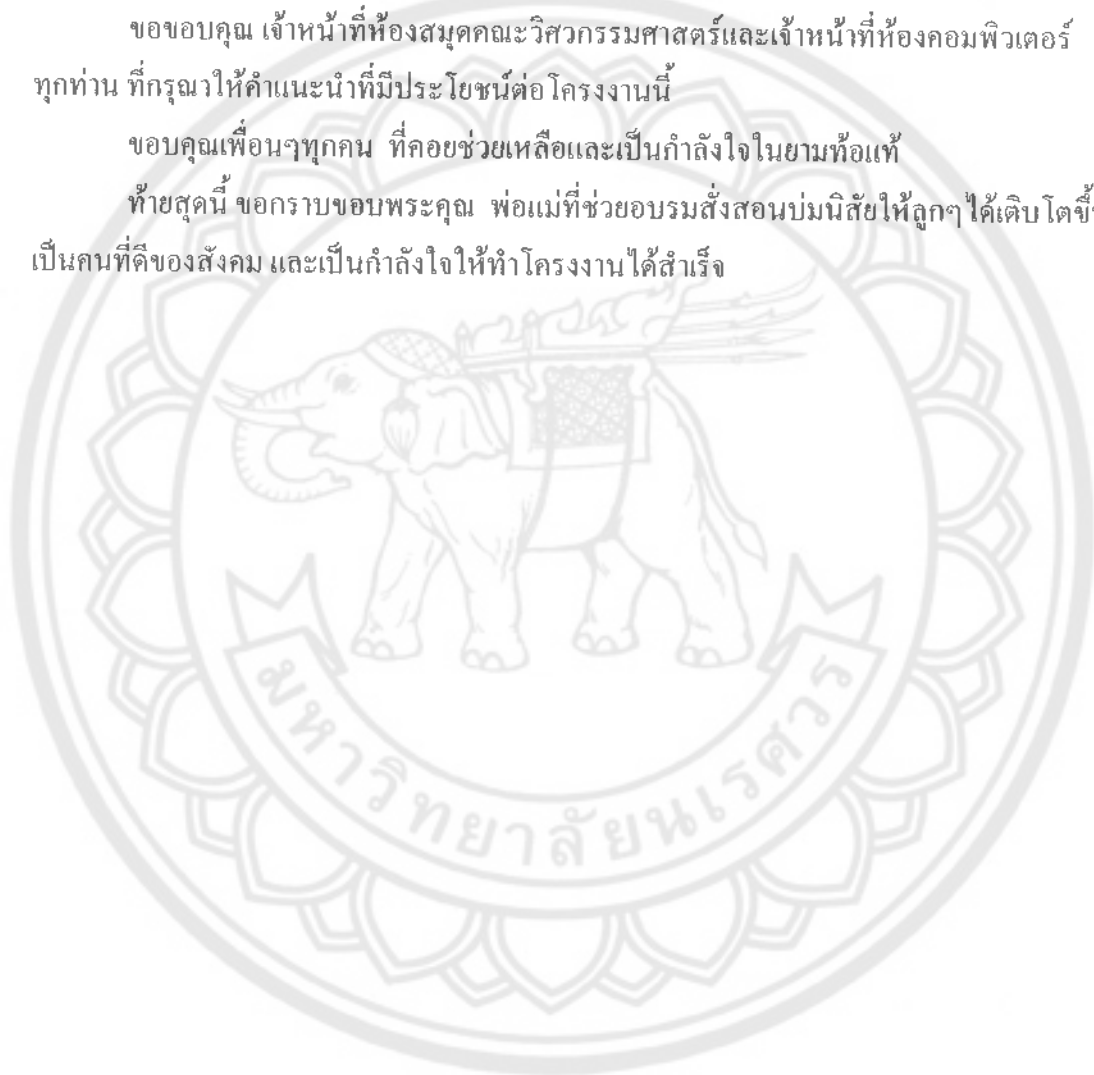 ขอขอบคุณ เจ้าหน้าที่ห้องสมุดคณะวิศวกรรมศาสตร์และเจ้าหน้าที่ห้องคอมพิวเตอร์
ทุกท่าน ที่กรุณาให้คำแนะนำที่มีประโยชน์ต่อโครงงานนี้
ขอบคุณเพื่อนๆทุกคน ที่คอยช่วยเหลือและเป็นกำลังใจในยามท้อแท้
ท้ายสุดนี้ ขอกราบขอบพระคุณ พ่อแม่ที่ช่วยอบรมสั่งสอนบ่มนิสัยให้ลูกๆ ได้เติบโต
เป็นคนที่ดีของสังคม และเป็นกำลังใจให้ทำโครงงานได้สำเร็จ
มหาวิทยาลัยนเรศวร